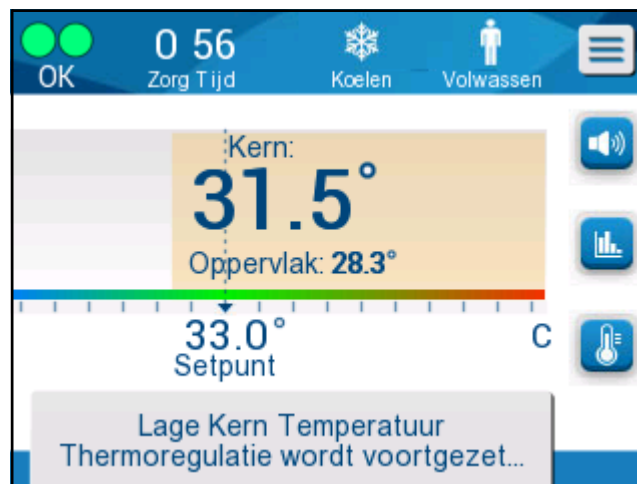 OK
0 56
Zorg Tijd
Koelen
Volwassen
Kern:
31.5°
Oppervlak: 28.3°
33.0°
C
Setpunt
Lage Kern Temperatuur
Thermoregulatie wordt voortgezet...